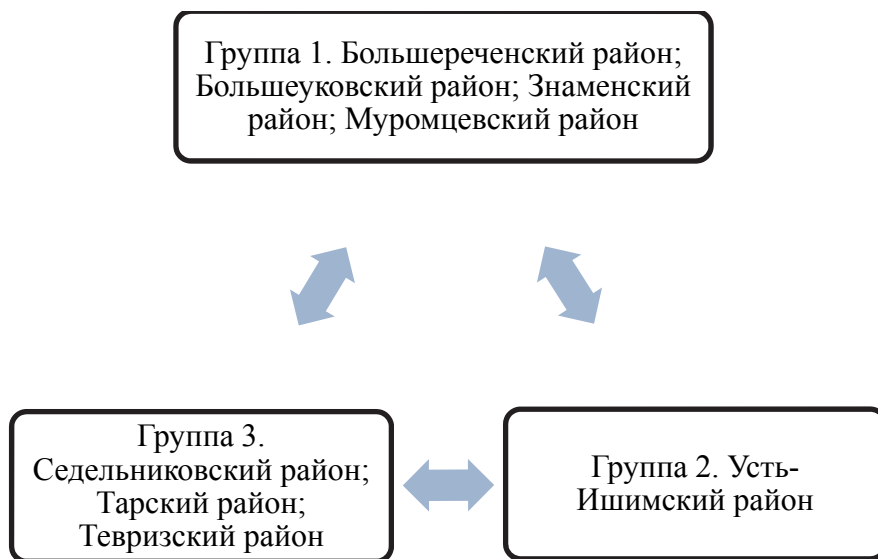 Группа 1. Большереченский район;
Большеуковский район; Знаменский
район; Муромцевский район
Группа 3.
Седельниковский район;
Тарский район;
Тевризский район
Группа 2. Усть-
Ишимский район